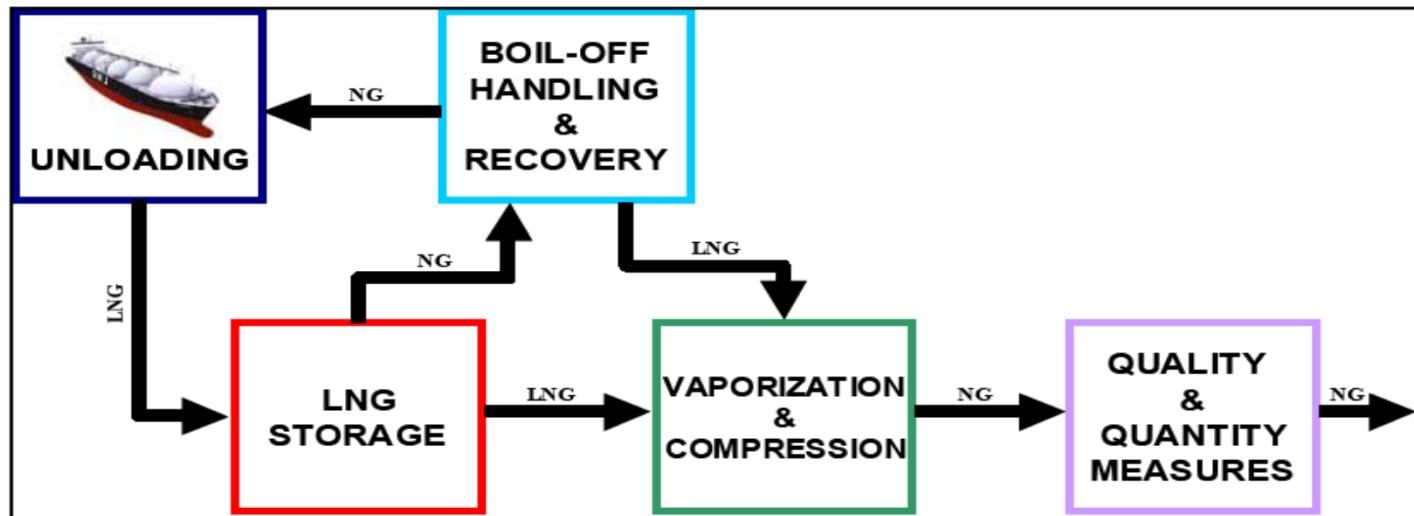 UNLOADING
NG
BOIL-OFF
HANDLING
&
RECOVERY
LNG
NG
LNG
LNG
STORAGE
LNG
VAPORIZATION
&
COMPRESSION
NG
QUALITY
&
QUANTITY
MEASURES
NG